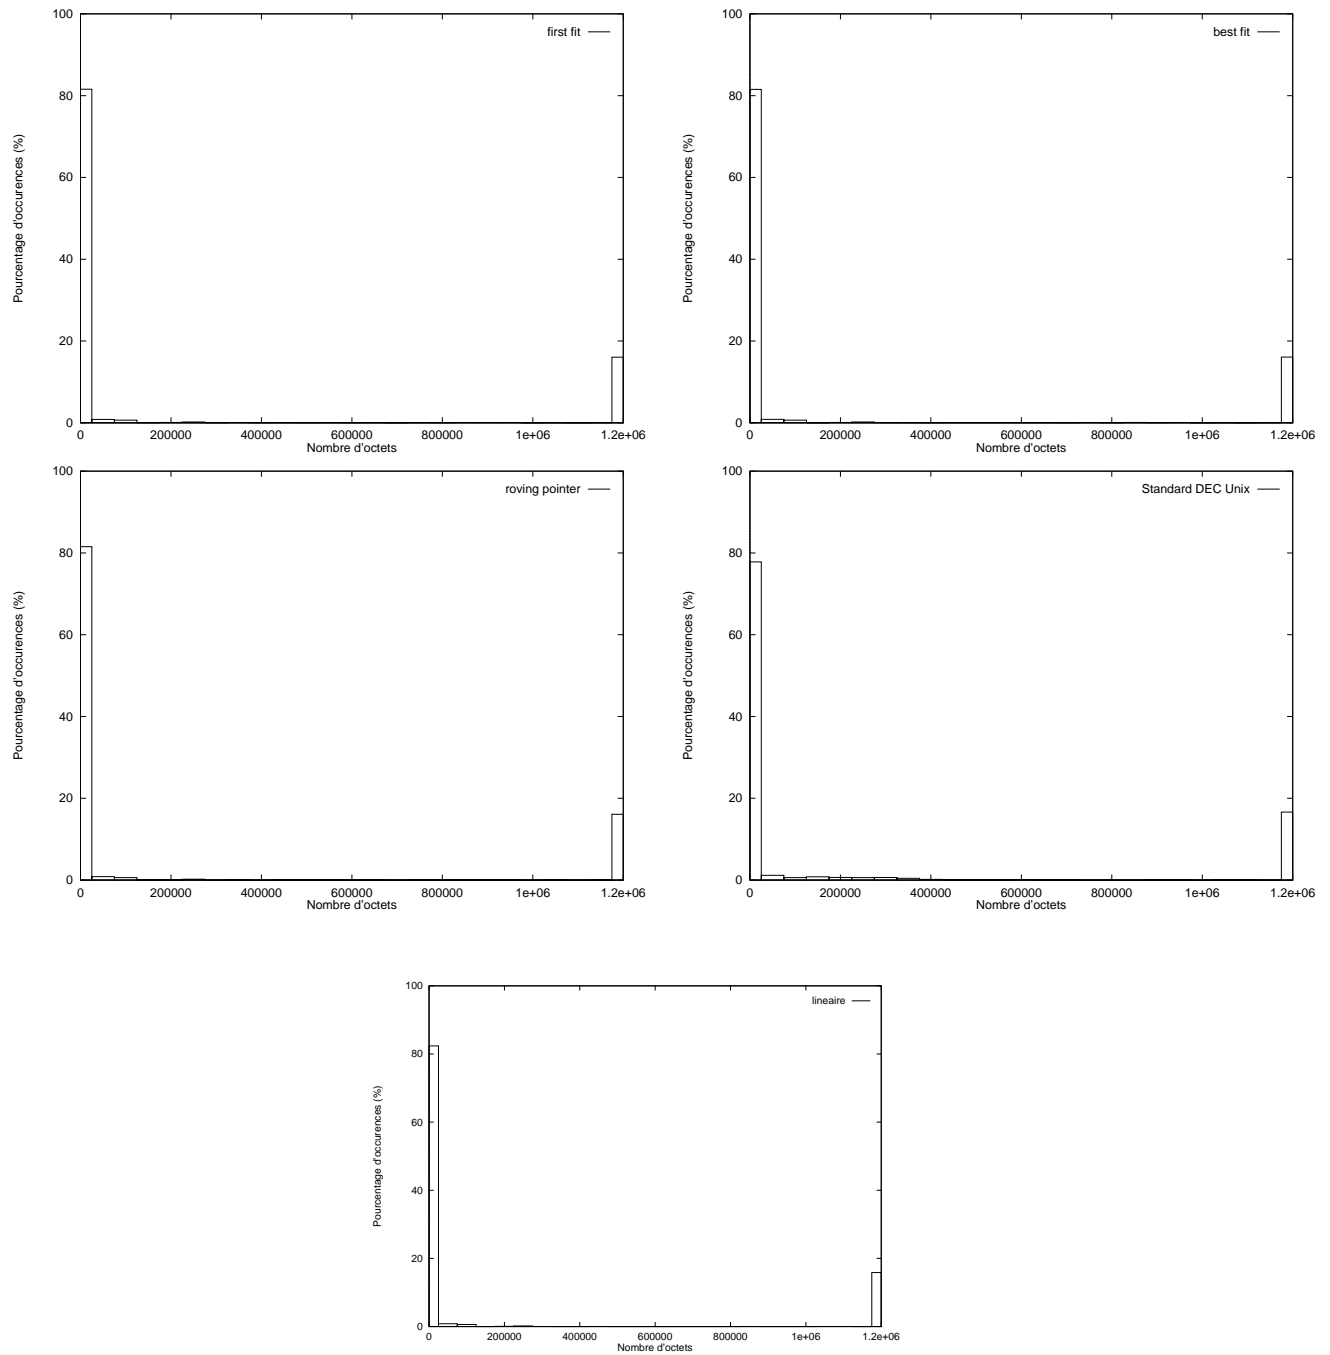 first fit
Pourcentage d'occurences (%)
100
80
60
40
20
0
0 200000 400000 600000 800000 1e+06 1.2e+06
Nombre d'octets
best fit
Pourcentage d'occurences (%)
100
80
60
40
20
0
0 200000 400000 600000 800000 1e+06 1.2e+06
Nombre d'octets
roving pointer
Pourcentage d'occurences (%)
100
80
60
40
20
0
0 200000 400000 600000 800000 1e+06 1.2e+06
Nombre d'octets
Standard DEC Unix
Pourcentage d'occurences (%)
100
80
60
40
20
0
0 200000 400000 600000 800000 1e+06 1.2e+06
Nombre d'octets
lineaire
Pourcentage d'occurences (%)
100
80
60
40
20
0
0 200000 400000 600000 800000 1e+06 1.2e+06
Nombre d'octets